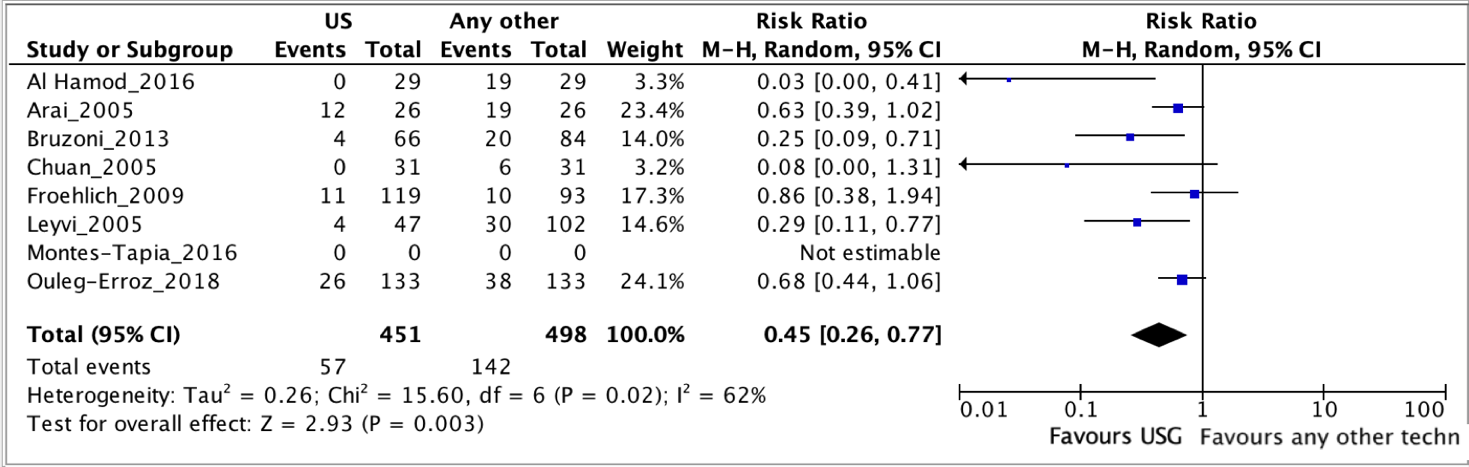 US Any other Risk Ratio Risk Ratio
Study or Subgroup Events Total Events Total Weight M-H, Random, 95% CI M-H, Random, 95% CI
Al Hamod_2016 0 29 19 29 3.3% 0.03 [0.00, 0.41]
Arai_2005 12 26 19 26 23.4% 0.63 [0.39, 1.02]
Bruzoni_2013 4 66 20 84 14.0% 0.25 [0.09, 0.71]
Chuan_2005 0 31 6 31 3.2% 0.08 [0.00, 1.31]
Froehlich_2009 11 119 10 93 17.3% 0.86 [0.38, 1.94]
Leyvi_2005 4 47 30 102 14.6% 0.29 [0.11, 0.77]
Montes-Tapia_2016 0 0 0 0 Not estimable
Ouleg-Erroz_2018 26 133 38 133 24.1% 0.68 [0.44, 1.06]
Total (95% CI) 451 498 100.0% 0.45 [0.26, 0.77]
Total events 57 142
Heterogeneity: Tau² = 0.26; Chi² = 15.60, df = 6 (P = 0.02); I² = 62%
Test for overall effect: Z = 2.93 (P = 0.003)
0.01 0.1 1 10 100
Favours USG Favours any other techn